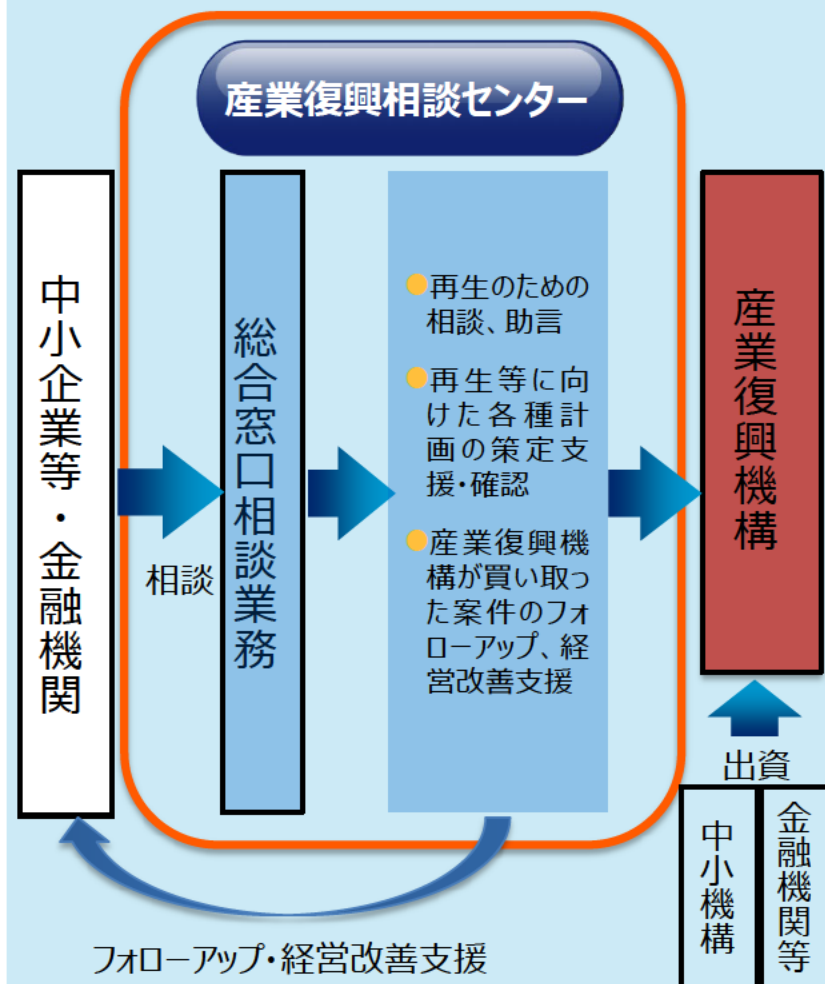 産業復興相談センター
中小企業等・金融機関
相談
総合窓口相談業務
●再生のための
相談、助言
●再生等に向
けた各種計
画の策定支
援・確認
●産業復興機
構が買い取っ
た案件のフォ
ローアップ、経
営改善支援
産業復興機構
出資
中小機構
金融機関等
フォローアップ・経営改善支援